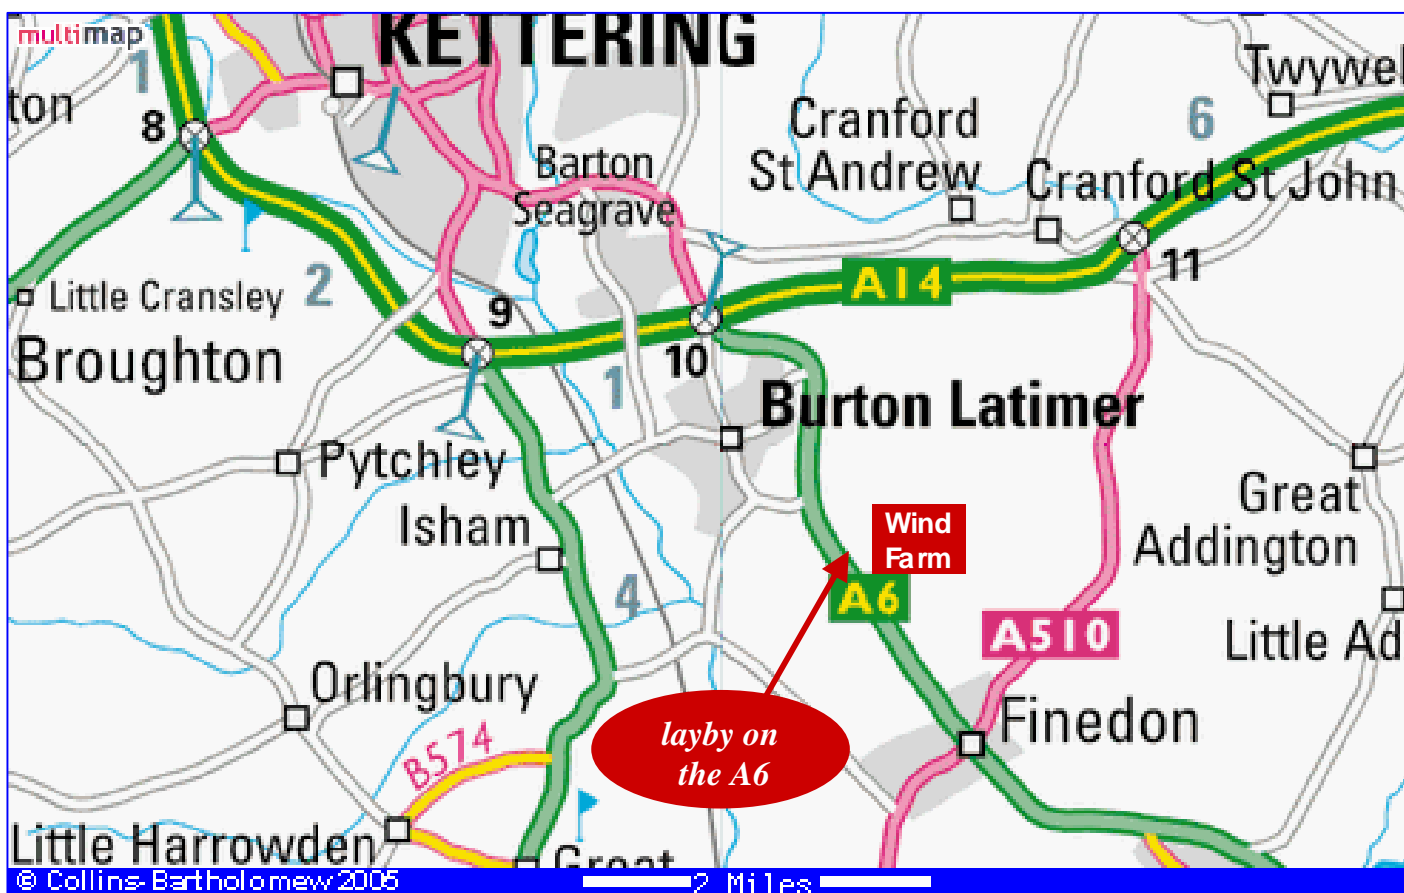 multimap
KETTERING
Twywel
1
ton
8
6
Cranford
St Andrew
Barton
Seagrave
Cranford St John
2
11
Little Cransley
A14
9
Broughton
10
1
Burton Latimer
Pytchley
Great
Addington
Isham
Wind
Farm
4
A6
A510
Little Ad
Orlingbury
layby on
the A6
Finedon
B574
Little Harrowden
Great
© Collins-Bartholomew 2005
2 Miles